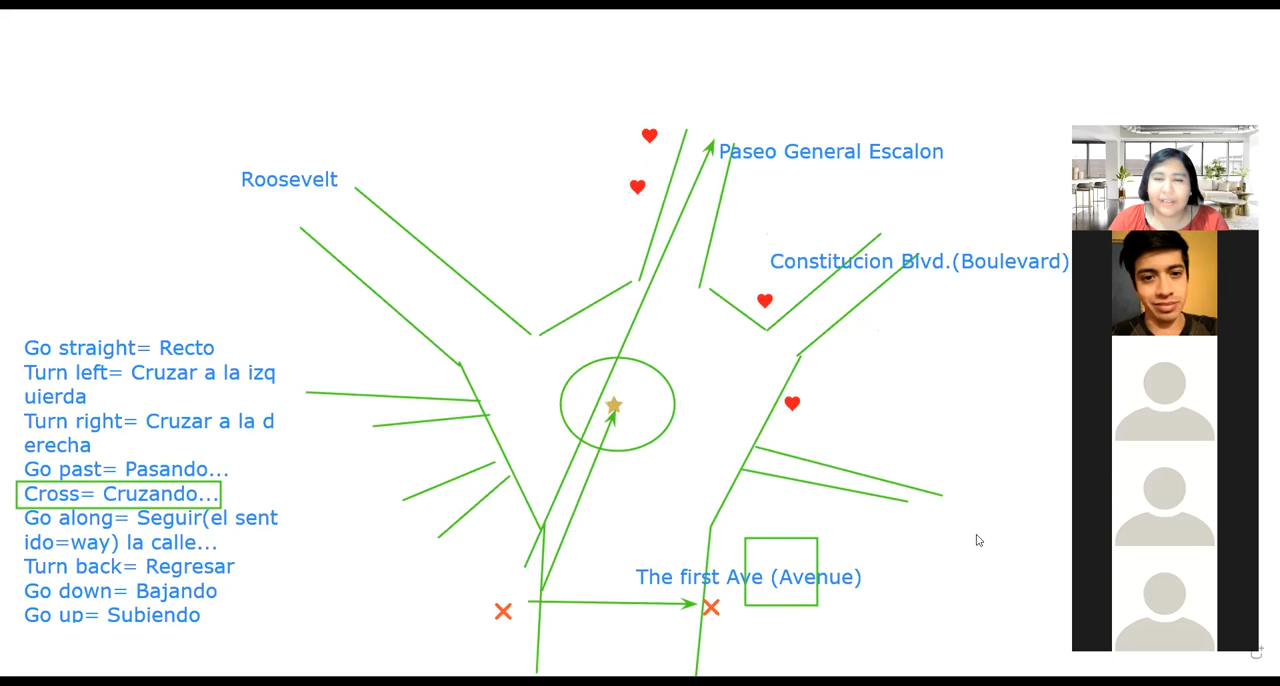 Paseo General Escalon
Roosevelt
Constitucion Blvd.(Boulevard)
Go straight= Recto
Turn left= Cruzar a la izq
uierda
Turn right= Cruzar a la d
erecha
Go past= Pasando...
Cross= Cruzando...
Go along= Seguir(el sent
ido=way) la calle...
Turn back= Regresar
Go down= Bajando
Go up= Subiendo
The first Ave (Avenue)